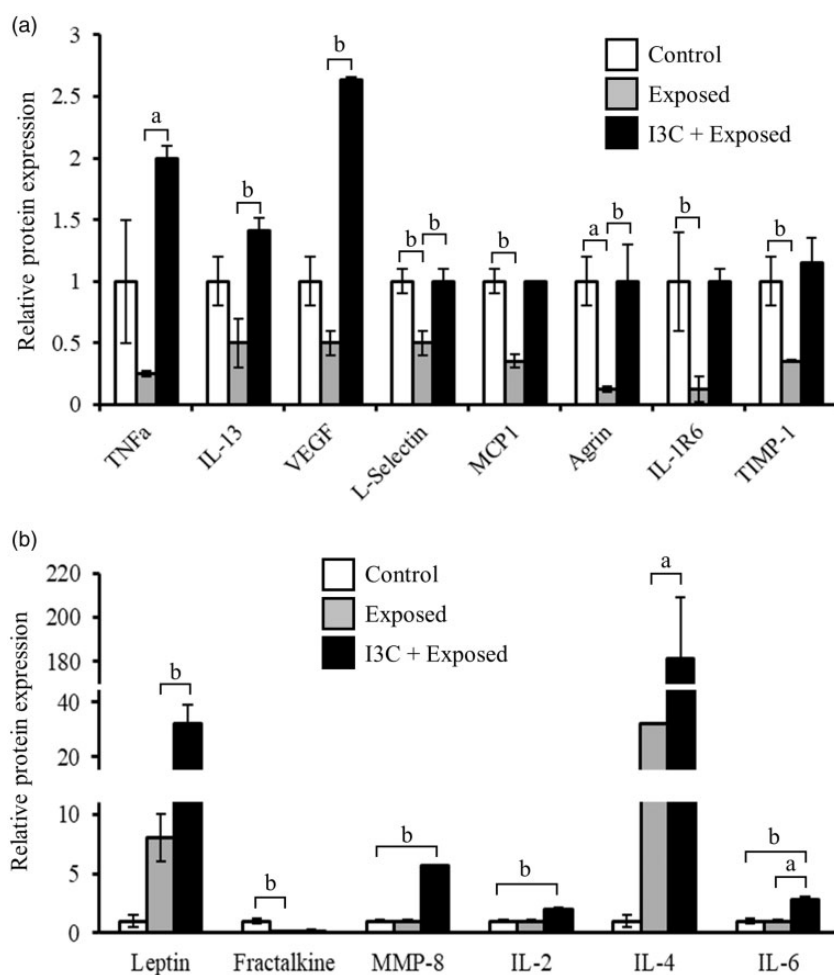 (a)
Relative protein expression
3
2.5
2
1.5
1
0.5
0
Control
Exposed
I3C + Exposed
a
b
b
b
b
b
a
b
b
b
TNFa
IL-13
VEGF
L-Selectin
MCP1
Agrin
IL-1R6
TIMP-1
(b)
Relative protein expression
220
200
180
40
20
10
5
0
Control
Exposed
I3C + Exposed
b
b
b
b
a
b
a
Leptin
Fractalkine
MMP-8
IL-2
IL-4
IL-6